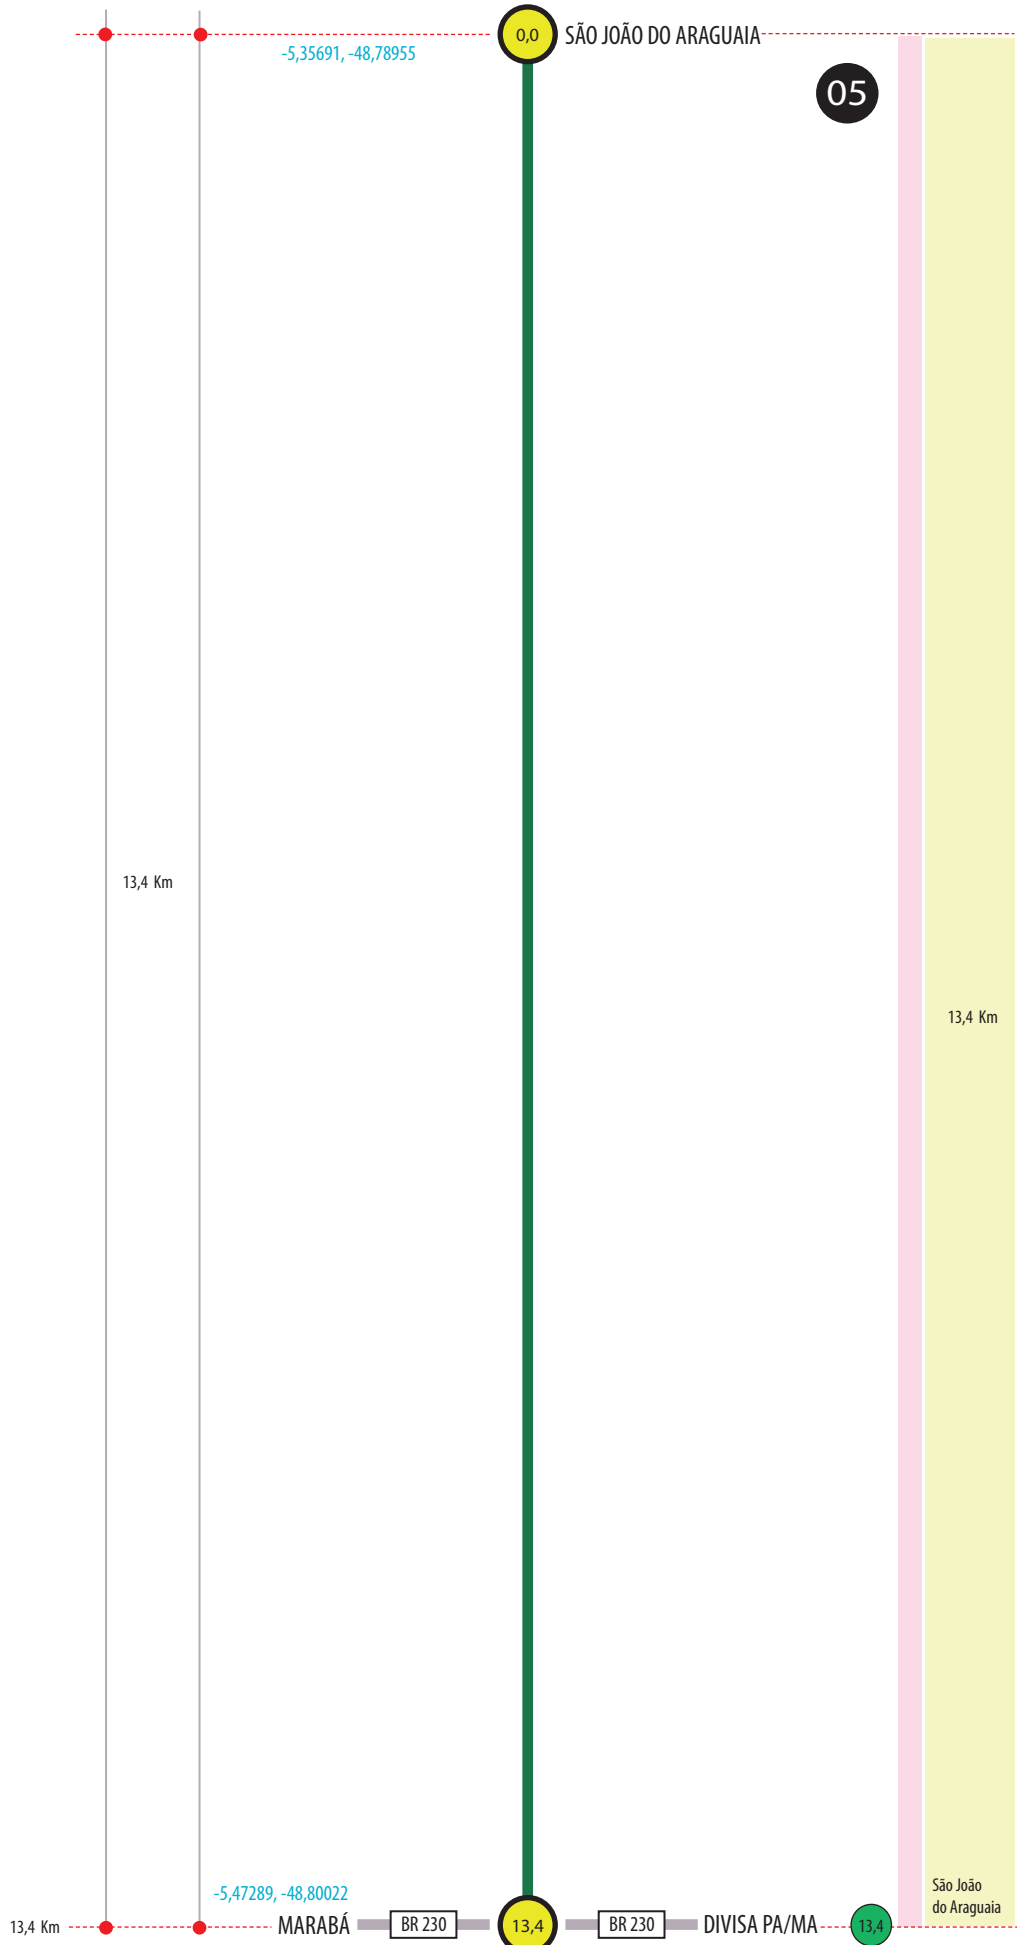 0,0 SÃO JOÃO DO ARAGUAIA
-5,35691, -48,78955
05
13,4 Km
13,4 Km
-5,47289, -48,80022
São João
do Araguaia
13,4 Km MARABÁ BR 230 13,4 BR 230 DIVISA PA/MA 13,4